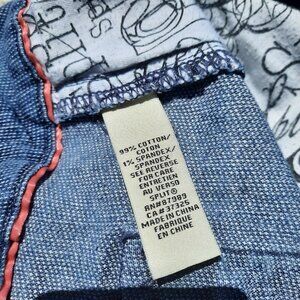 99% COTTON/
COTON
1% SPANDEX/
SPANDEX
SEE REVERSE
FOR CARE
ENTRETIEN
AU VERSO
SPLIT®
RN#87989
CA#37326
MADE IN CHINA
FABRIQUE
EN CHINE